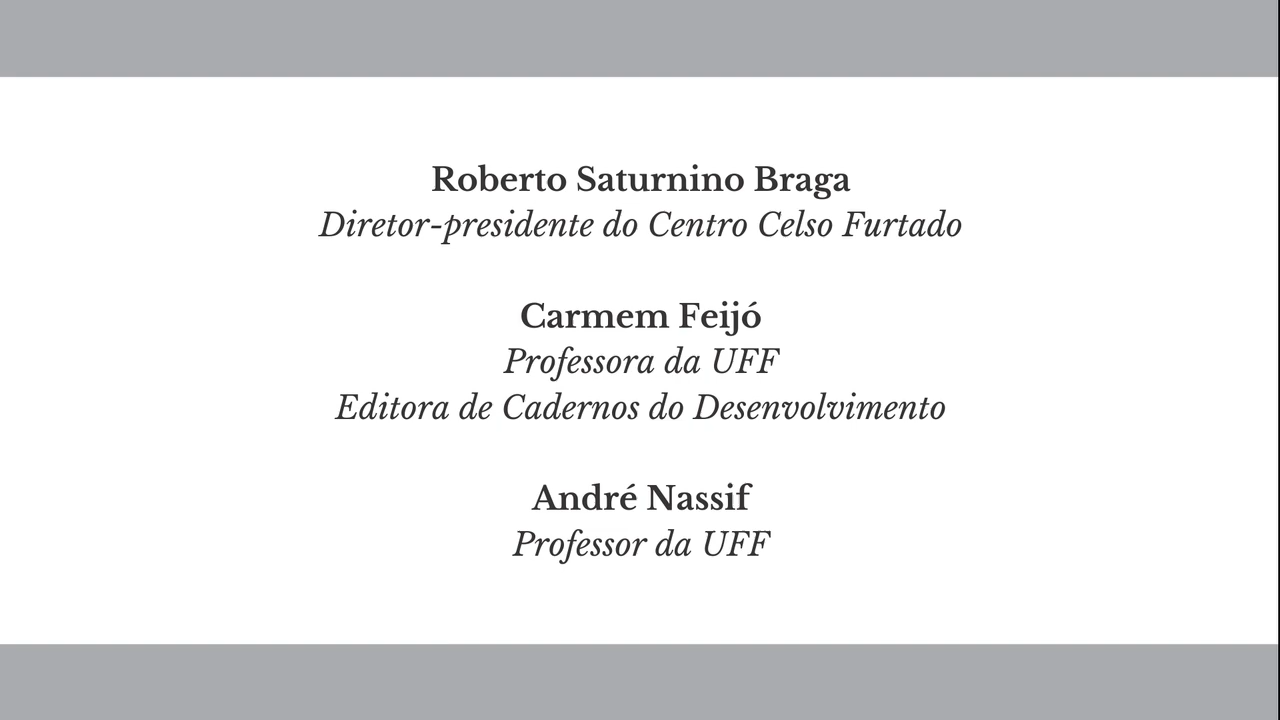 Roberto Saturnino Braga
Diretor-presidente do Centro Celso Furtado
Carmem Feijó
Professora da UFF
Editora de Cadernos do Desenvolvimento
André Nassif
Professor da UFF